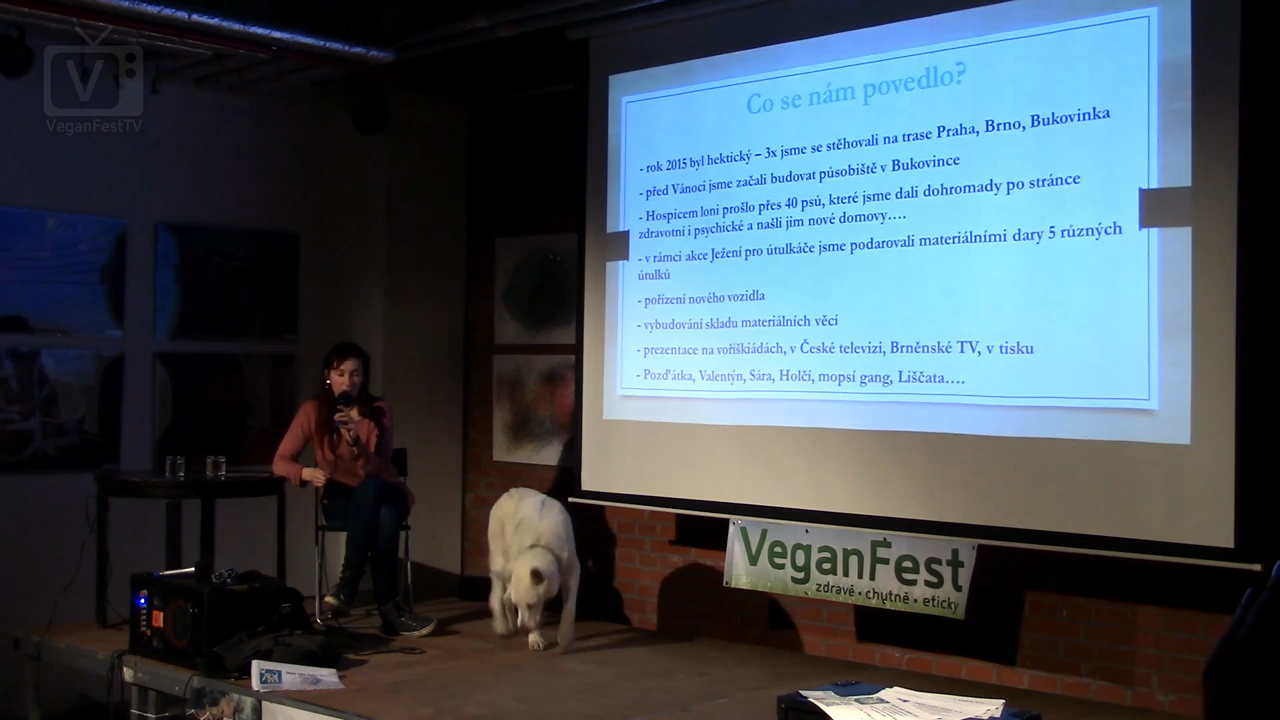 VeganFestTV
Co se nám povedlo?
- rok 2015 byl hektický – 3x jsme se stěhovali na trase Praha, Brno, Bukovinka
- před Vánoci jsme začali budovat působiště v Bukovince
- Hospicem loni prošlo přes 40 psů, které jsme dali dohromady po stránce
zdravotní i psychické a našli jim nové domovy....
- v rámci akce Ježení pro útulkáče jsme podarovali materiálními dary 5 různých
útulků
- pořízení nového vozidla
- vybudování skladu materiálních věcí
- prezentace na voříškiádách, v České televizi, Brněnské TV, v tisku
- Pozďátka, Valentýn, Sára, Holčí, mopsí gang, Liščata....
VeganFest
zdravě • chutně • eticky